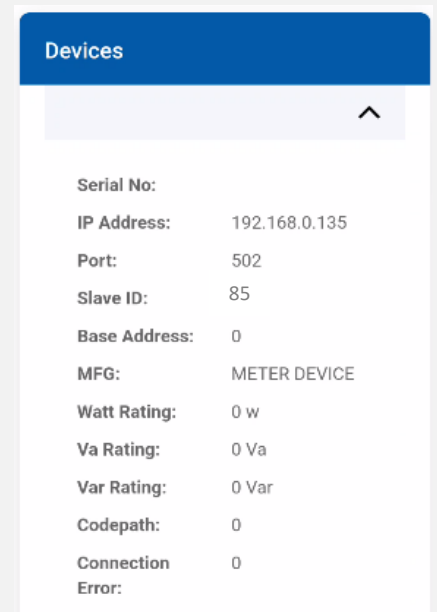 Devices
Serial No:
IP Address: 192.168.0.135
Port: 502
Slave ID: 85
Base Address: 0
MFG: METER DEVICE
Watt Rating: 0 w
Va Rating: 0 Va
Var Rating: 0 Var
Codepath: 0
Connection 0
Error: